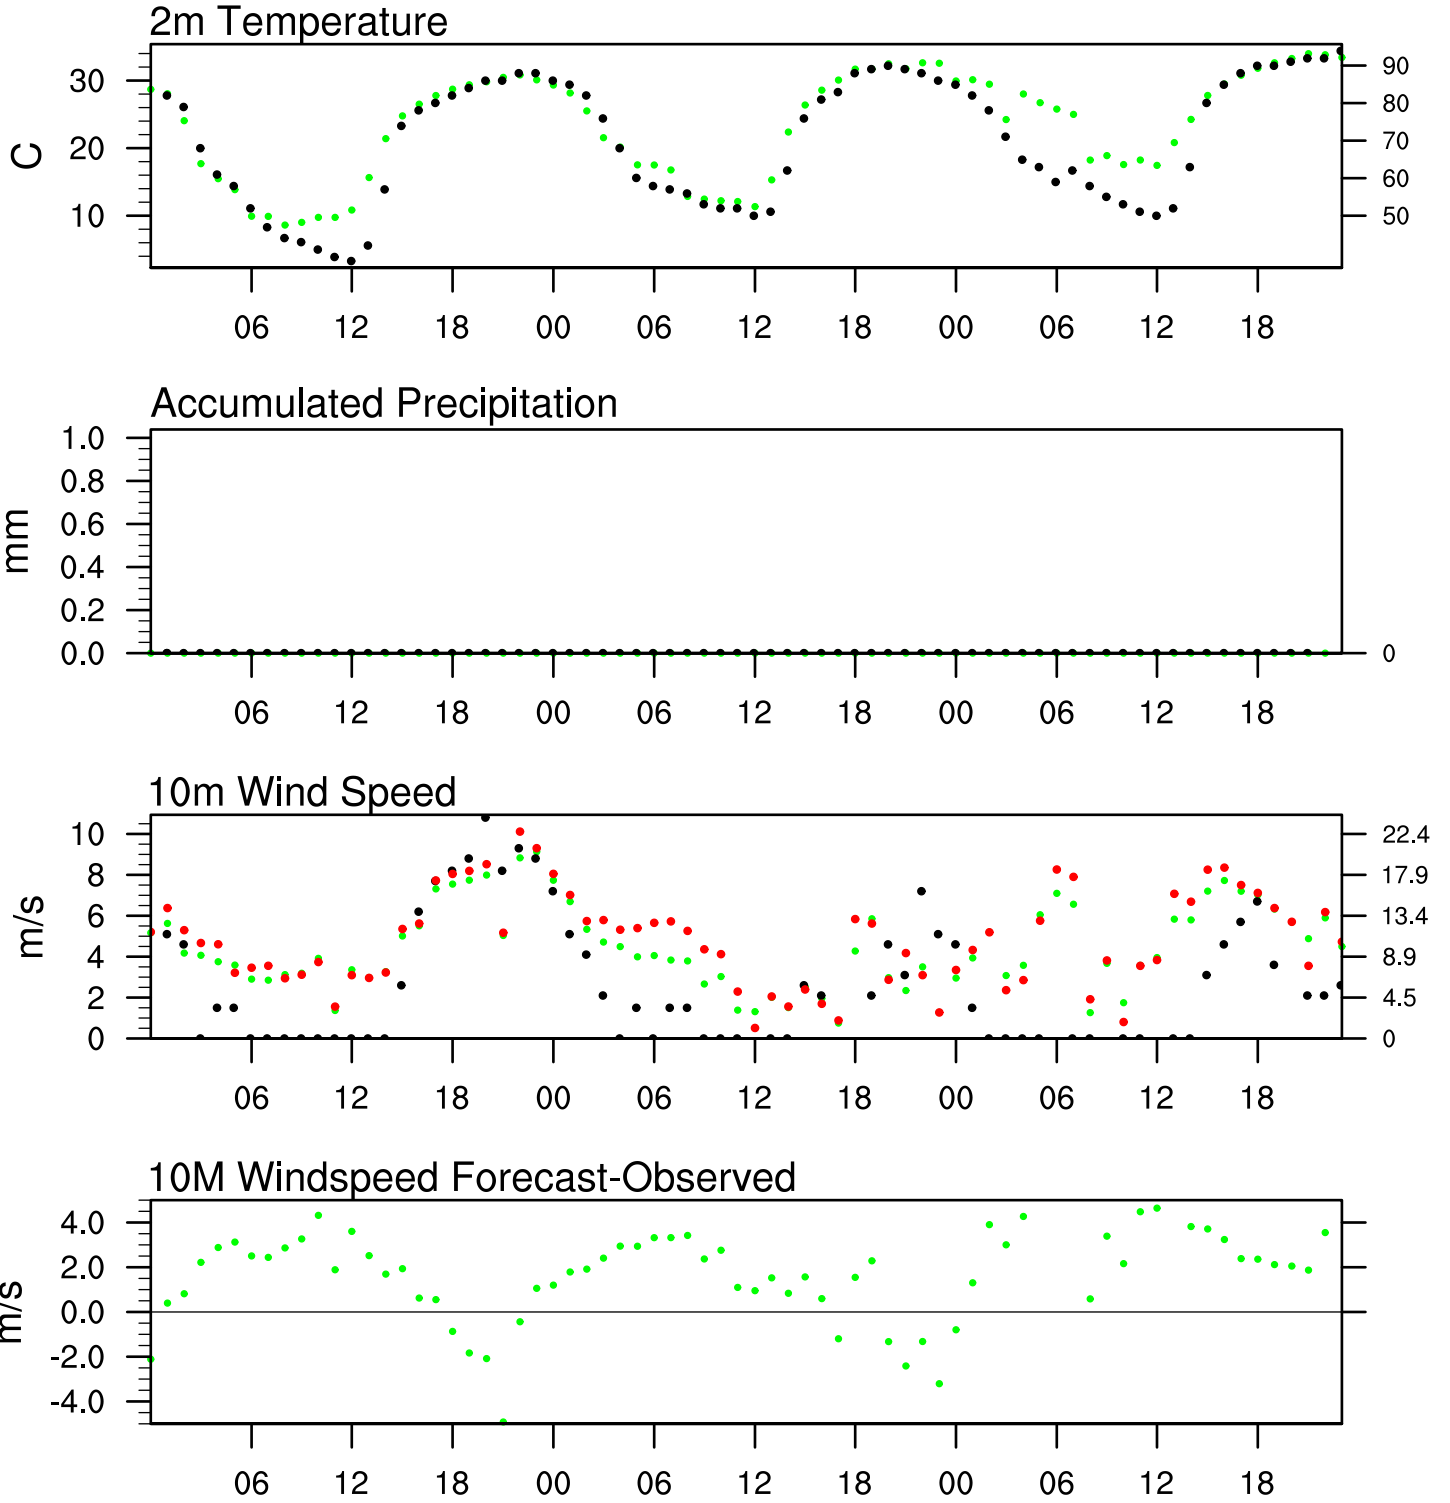 2m Temperature
C
30
20
10
90
80
70
60
50
06 12 18 00 06 12 18 00 06 12 18
Accumulated Precipitation
mm
1.0
0.8
0.6
0.4
0.2
0.0
0
06 12 18 00 06 12 18 00 06 12 18
10m Wind Speed
m/s
10
8
6
4
2
0
22.4
17.9
13.4
8.9
4.5
0
06 12 18 00 06 12 18 00 06 12 18
10M Windspeed Forecast-Observed
m/s
4.0
2.0
0.0
-2.0
-4.0
06 12 18 00 06 12 18 00 06 12 18